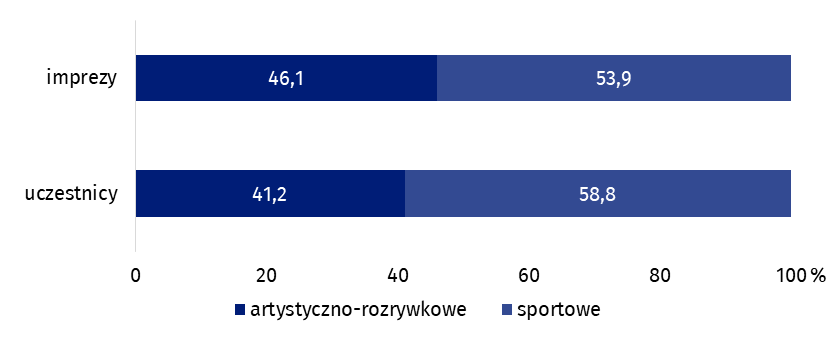 imprezy 46,1 53,9
uczestnicy 41,2 58,8
0 20 40 60 80 100 %
artystyczno-rozrywkowe sportowe